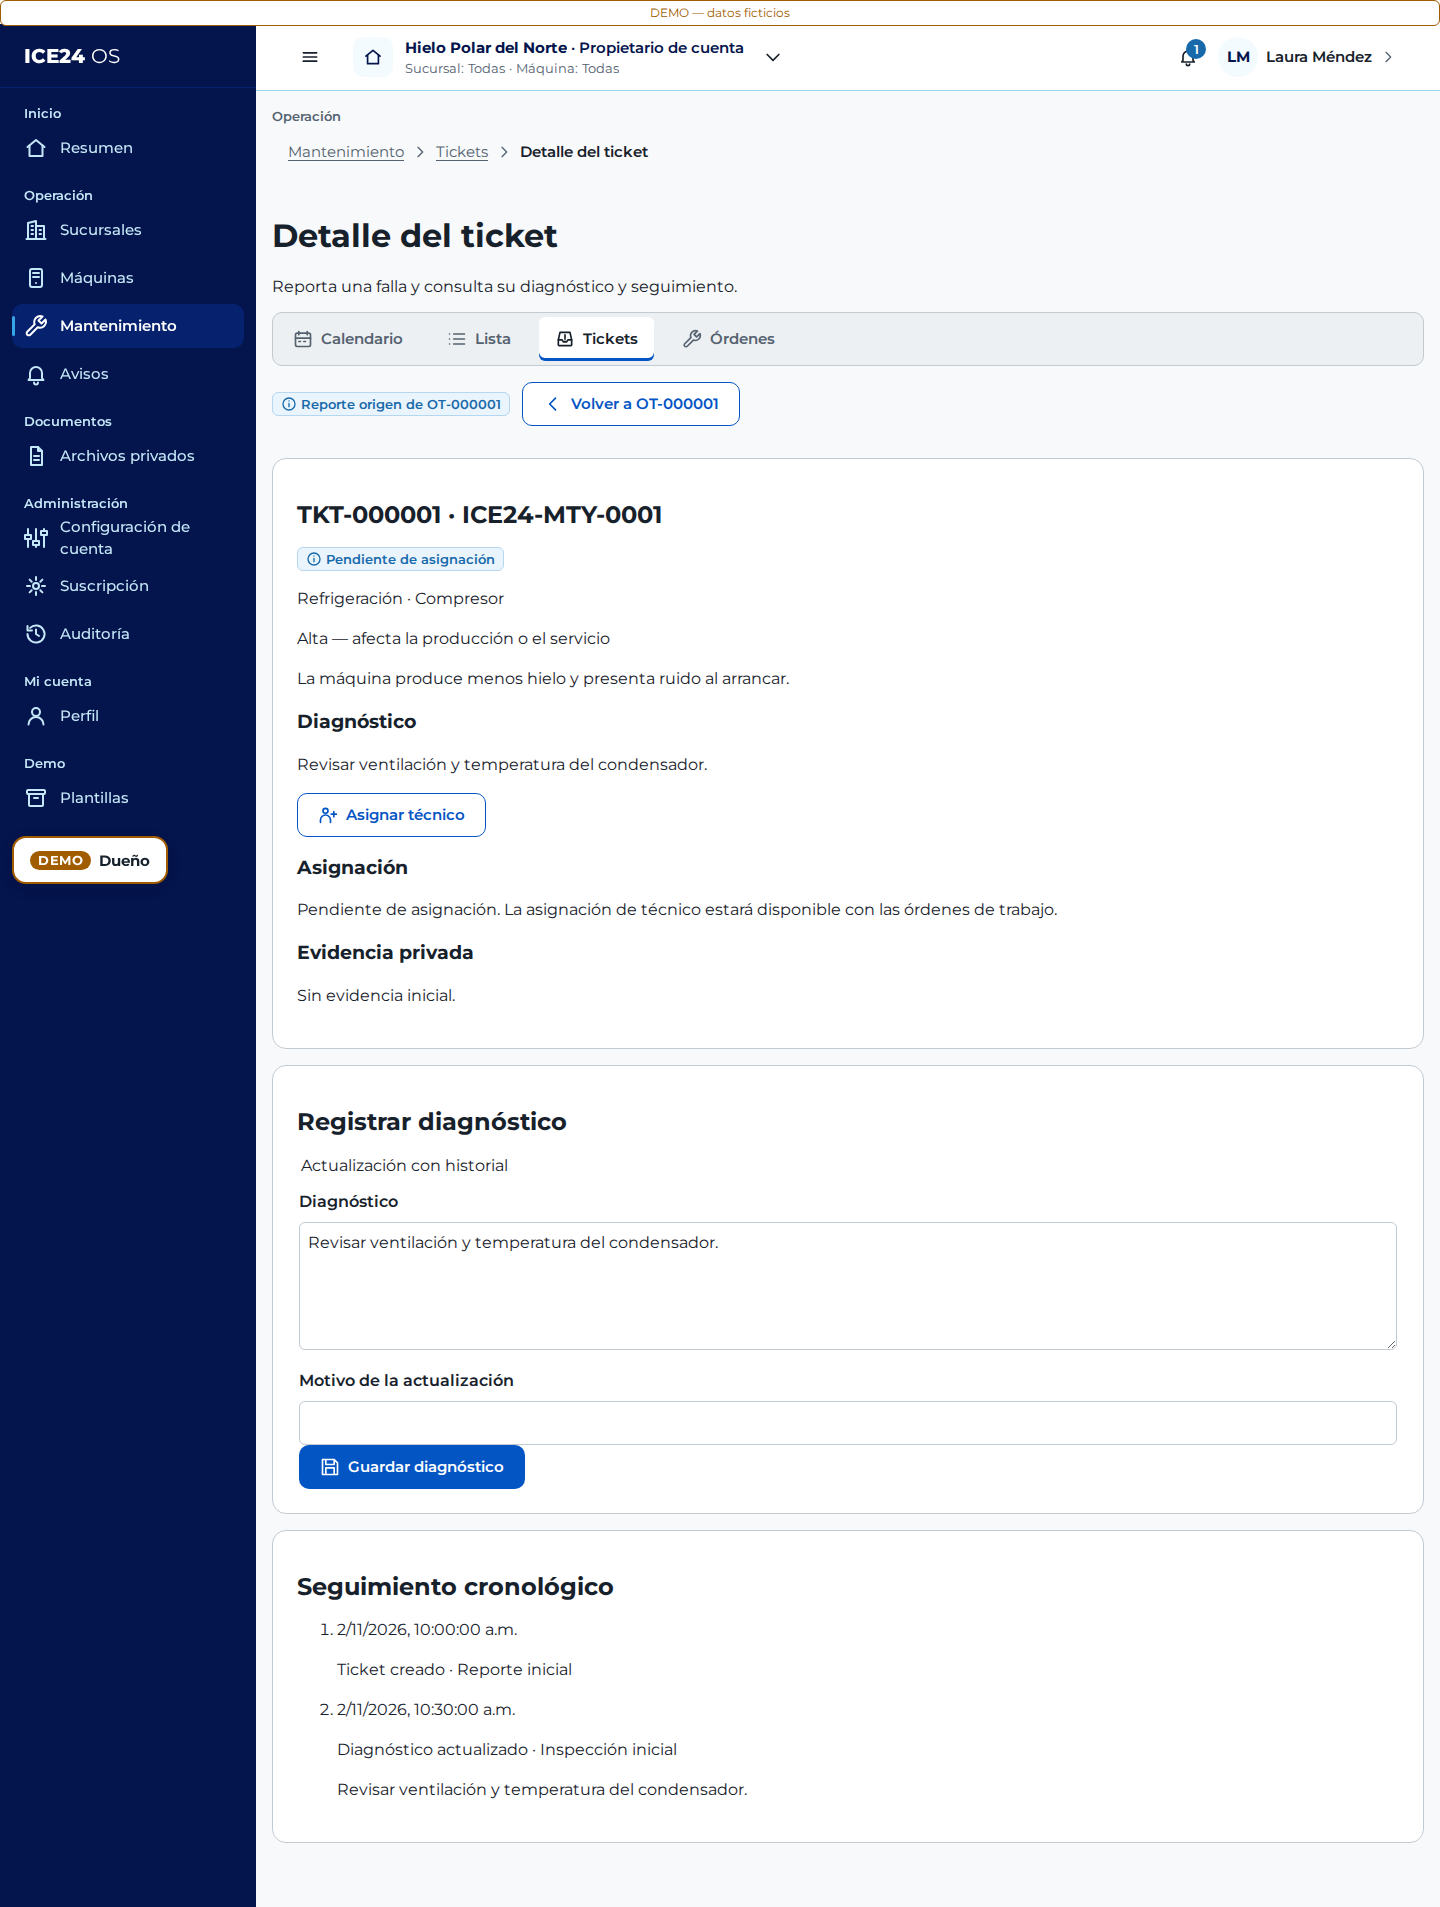 DEMO — datos ficticios
ICE24 OS
Inicio
Resumen
Operación
Sucursales
Máquinas
Mantenimiento
Avisos
Documentos
Archivos privados
Administración
Configuración de
cuenta
Suscripción
Auditoría
Mi cuenta
Perfil
Demo
Plantillas
DEMO Dueño
Hielo Polar del Norte · Propietario de cuenta
Sucursal: Todas · Máquina: Todas
1
LM Laura Méndez
Operación
Mantenimiento > Tickets > Detalle del ticket
Detalle del ticket
Reporta una falla y consulta su diagnóstico y seguimiento.
Calendario Lista Tickets Órdenes
Reporte origen de OT-000001 Volver a OT-000001
TKT-000001 · ICE24-MTY-0001
Pendiente de asignación
Refrigeración · Compresor
Alta — afecta la producción o el servicio
La máquina produce menos hielo y presenta ruido al arrancar.
Diagnóstico
Revisar ventilación y temperatura del condensador.
Asignar técnico
Asignación
Pendiente de asignación. La asignación de técnico estará disponible con las órdenes de trabajo.
Evidencia privada
Sin evidencia inicial.
Registrar diagnóstico
Actualización con historial
Diagnóstico
Revisar ventilación y temperatura del condensador.
Motivo de la actualización
Guardar diagnóstico
Seguimiento cronológico
1. 2/11/2026, 10:00:00 a.m.
Ticket creado · Reporte inicial
2. 2/11/2026, 10:30:00 a.m.
Diagnóstico actualizado · Inspección inicial
Revisar ventilación y temperatura del condensador.